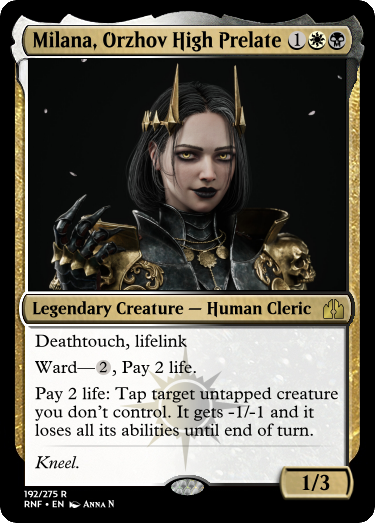 Milana, Orzhov High Prelate 1
Legendary Creature — Human Cleric
Deathtouch, lifelink
Ward—2, Pay 2 life.
Pay 2 life: Tap target untapped creature
you don't control. It gets -1/-1 and it
loses all its abilities until end of turn.
Kneel.
1/3
192/275 R
RNF • EN Anna N